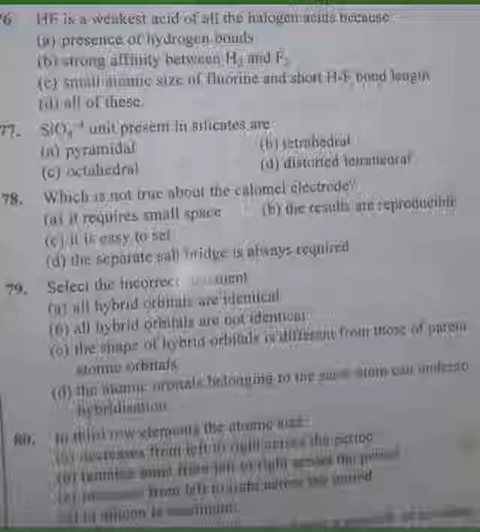 76 HF is a weakest acid of all the halogen acids because
(a) presence of hydrogen bonds
(b) strong affinity between H₂ and F₂
(c) small atomic size of fluorine and short H-F bond length
(d) all of these.
77. SiO₄⁻⁴ unit present in silicates are
(a) pyramidal (b) tetrahedral
(c) octahedral (d) distorted tetrahedral
78. Which is not true about the calomel electrode?
(a) it requires small space (b) the results are reproducible
(c) it is easy to set
(d) the separate salt bridge is always required
79. Select the incorrect
(a) all hybrid orbitals are identical
(b) all hybrid orbitals are not identical
(c) the shape of hybrid orbitals is different from those of parent
atomic orbitals
(d) the atomic orbitals belonging to the same atom can undergo
hybridisation
80. In third row elements the atomic size:
(a) decreases from left to right across the period
(b) remains same from left to right across the period
from left to right across the period